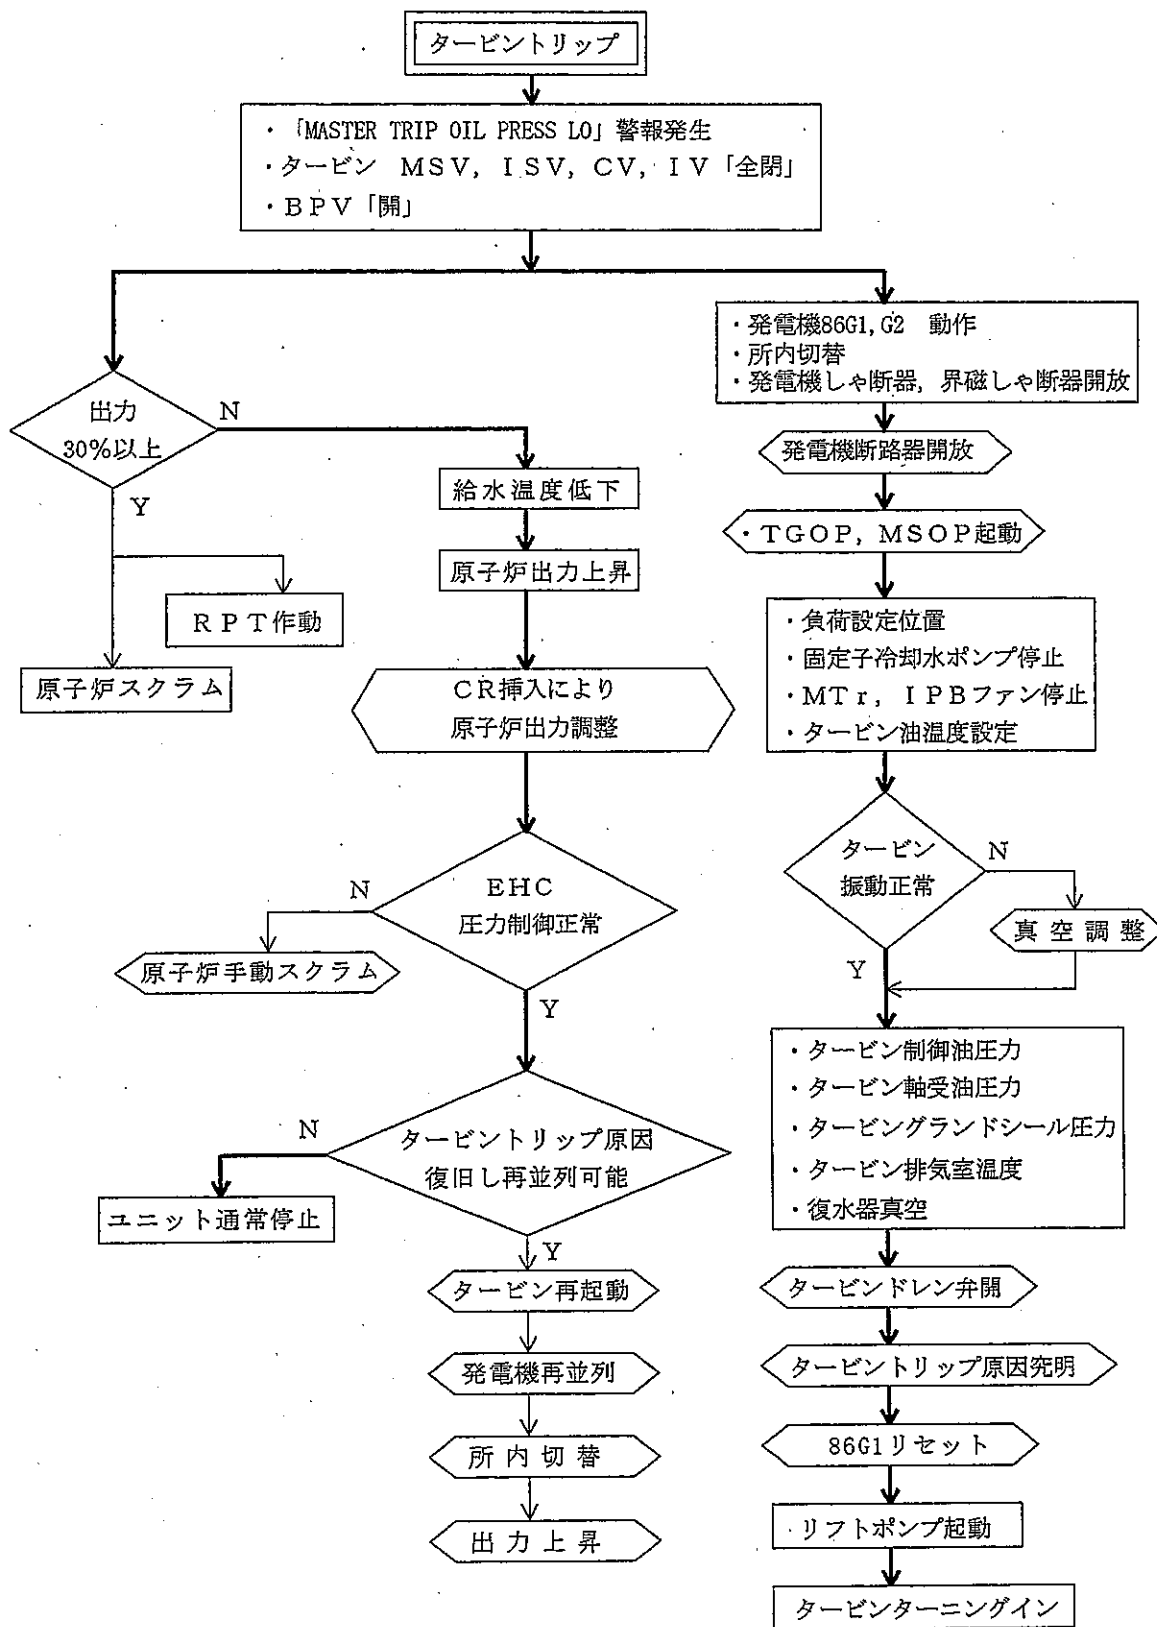 タービントリップ
・「MASTER TRIP OIL PRESS LO」警報発生
・タービン MSV, ISV, CV, IV「全閉」
・BPV「開」
・発電機86G1,G2 動作
・所内切替
・発電機しゃ断器, 界磁しゃ断器開放
出力
30%以上
N
Y
発電機断路器開放
給水温度低下
・TGOP, MSOP起動
原子炉出力上昇
RPT作動
原子炉スクラム
・負荷設定位置
・固定子冷却水ポンプ停止
・MTr, IPBファン停止
・タービン油温度設定
CR挿入により
原子炉出力調整
タービン
振動正常
N
Y
真空調整
EHC
圧力制御正常
N
Y
原子炉手動スクラム
・タービン制御油圧力
・タービン軸受油圧力
・タービングランドシール圧力
・タービン排気室温度
・復水器真空
タービントリップ原因
復旧し再並列可能
N
Y
ユニット通常停止
タービン再起動
発電機再並列
所内切替
出力上昇
タービンドレン弁開
タービントリップ原因究明
86G1リセット
リフトポンプ起動
タービンターニングイン